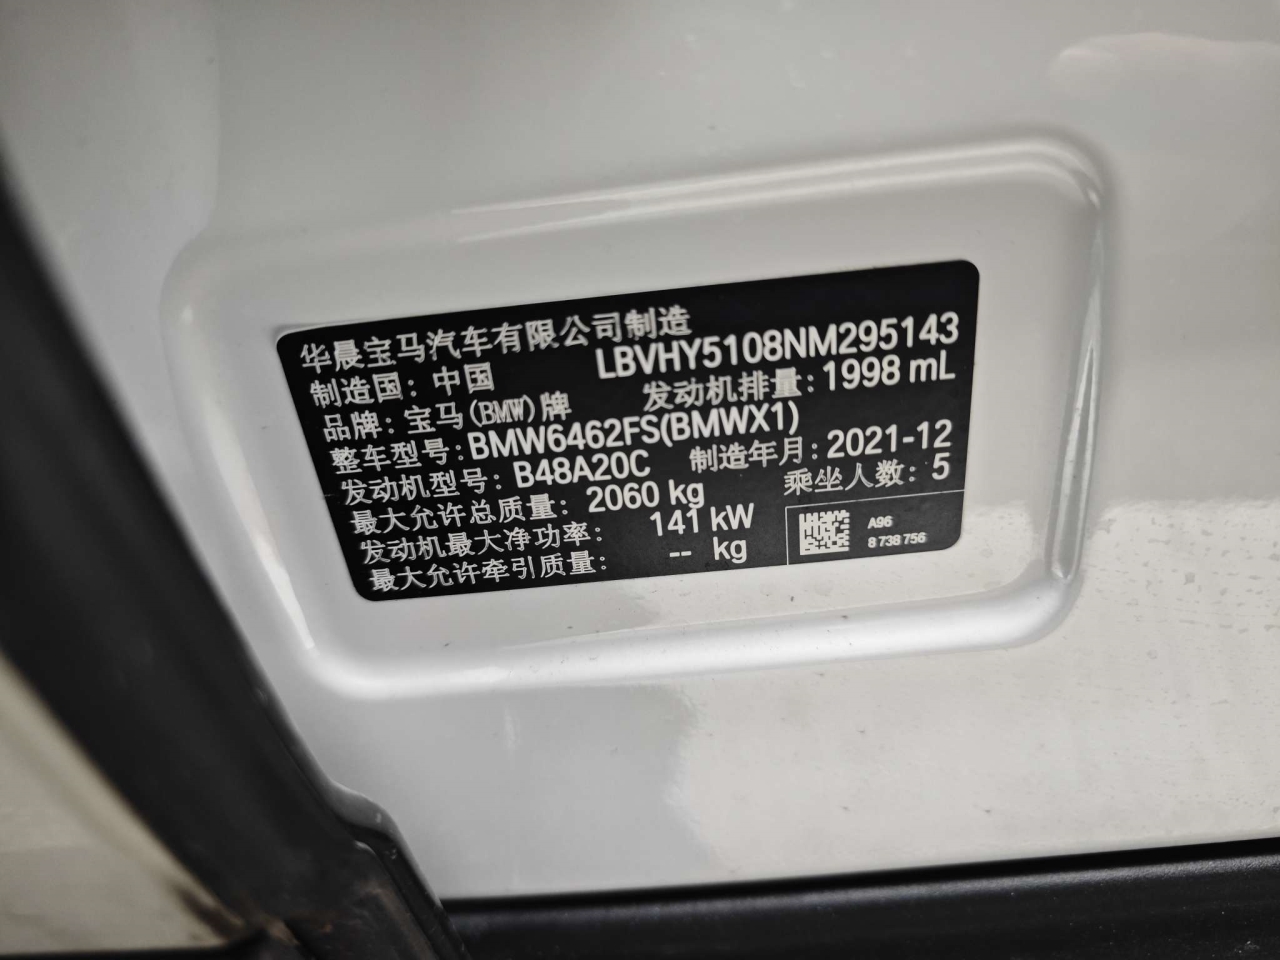 华晨宝马汽车有限公司制造
制造国：中国 LBVHY5108NM295143
品牌：宝马(BMW)牌 发动机排量：1998 mL
整车型号：BMW6462FS(BMWX1)
发动机型号：B48A20C 制造年月：2021-12
最大允许总质量：2060 kg 乘坐人数：5
发动机最大净功率：141 kW
最大允许牵引质量：-- kg
A96
8 738 756